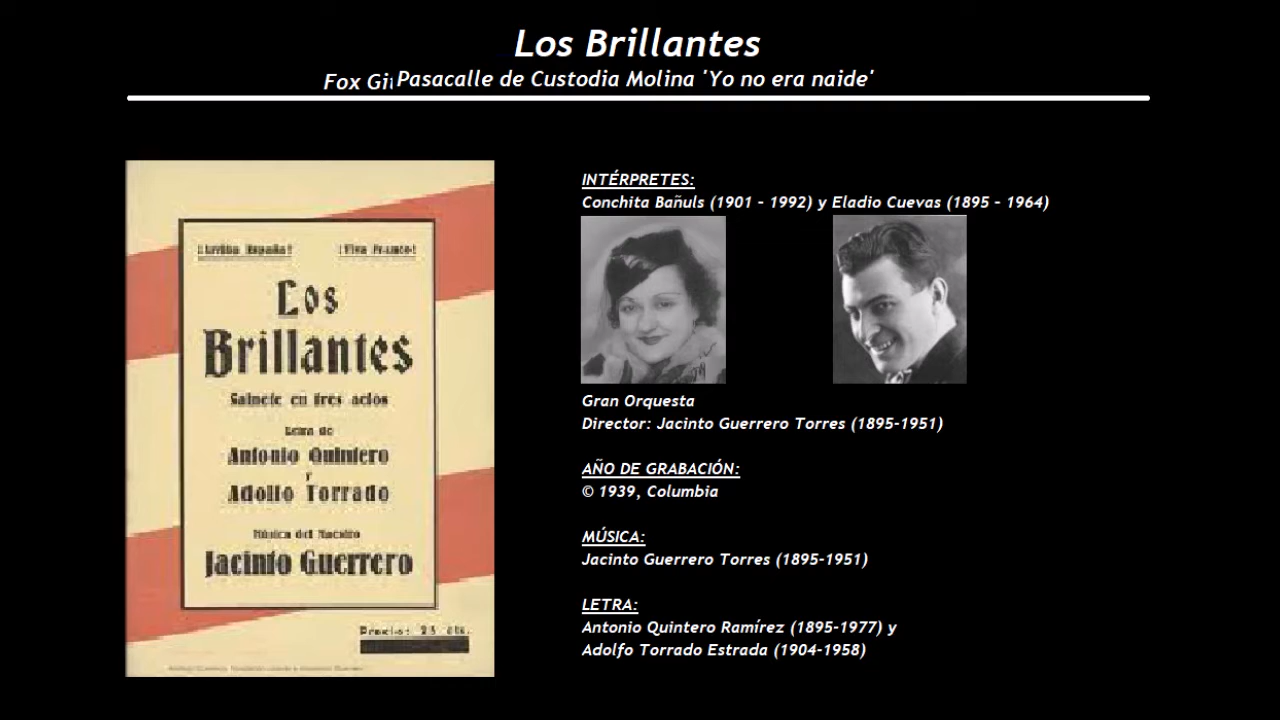 Los Brillantes
Fox Gi Pasacalle de Custodia Molina 'Yo no era naide'
¡Arriba España! ¡Viva Franco!
Los
Brillantes
Sainete en tres actos
Letra de
Antonio Quintero
y
Adolfo Torrado
Música del Maestro
Jacinto Guerrero
Precio: 25 cts.
INTÉRPRETES:
Conchita Bañuls (1901 - 1992) y Eladio Cuevas (1895 - 1964)
Gran Orquesta
Director: Jacinto Guerrero Torres (1895-1951)
AÑO DE GRABACIÓN:
© 1939, Columbia
MÚSICA:
Jacinto Guerrero Torres (1895-1951)
LETRA:
Antonio Quintero Ramírez (1895-1977) y
Adolfo Torrado Estrada (1904-1958)